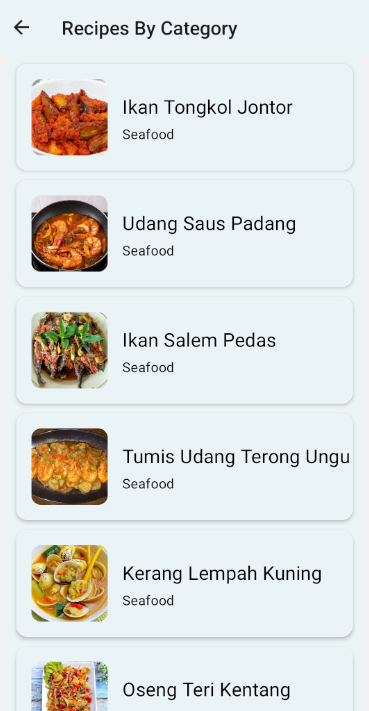 Recipes By Category
Ikan Tongkol Jontor
Seafood
Udang Saus Padang
Seafood
Ikan Salem Pedas
Seafood
Tumis Udang Terong Ungu
Seafood
Kerang Lempah Kuning
Seafood
Oseng Teri Kentang